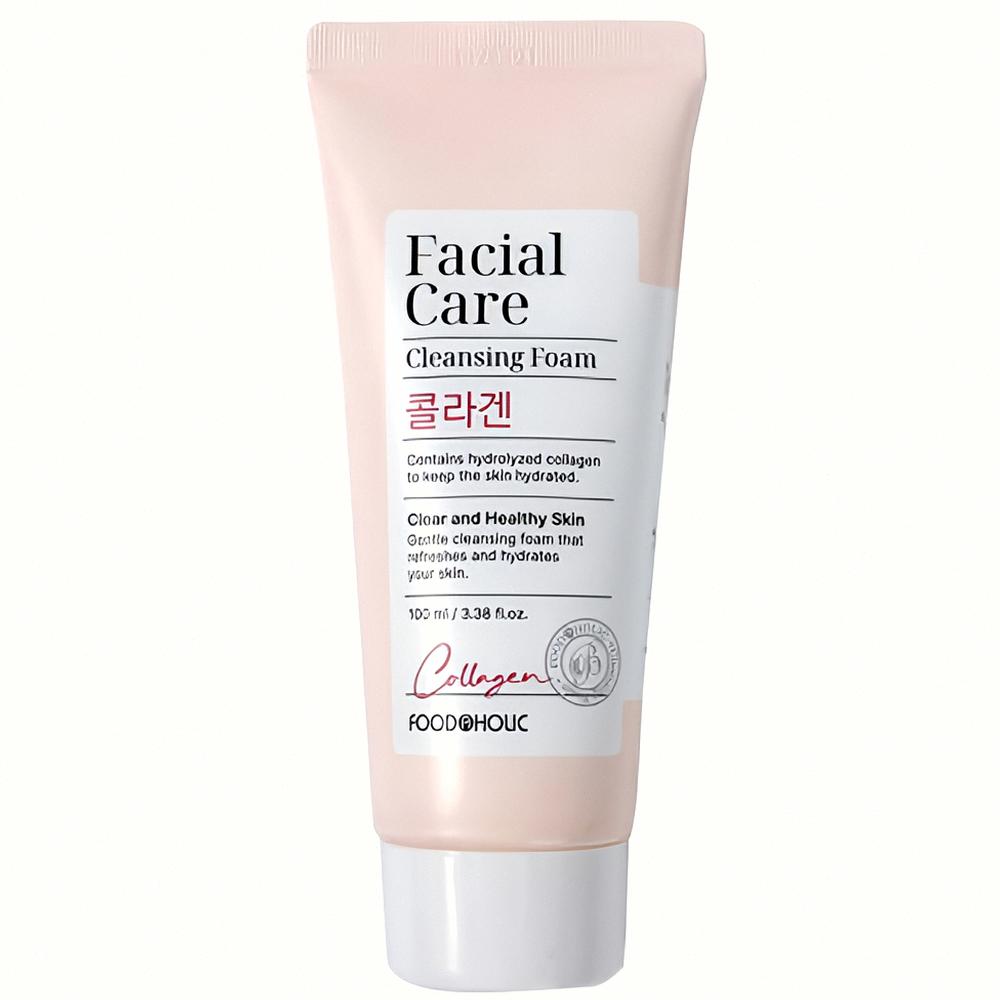 Facial
Care
Cleansing Foam
콜라겐
Contains hydrolyzed collagen
to keep the skin hydrated.
Clear and Healthy Skin
Gentle cleansing foam that
refreshes and hydrates
your skin.
100 ml / 3.38 fl.oz.
Collagen
FOODAHOLIC